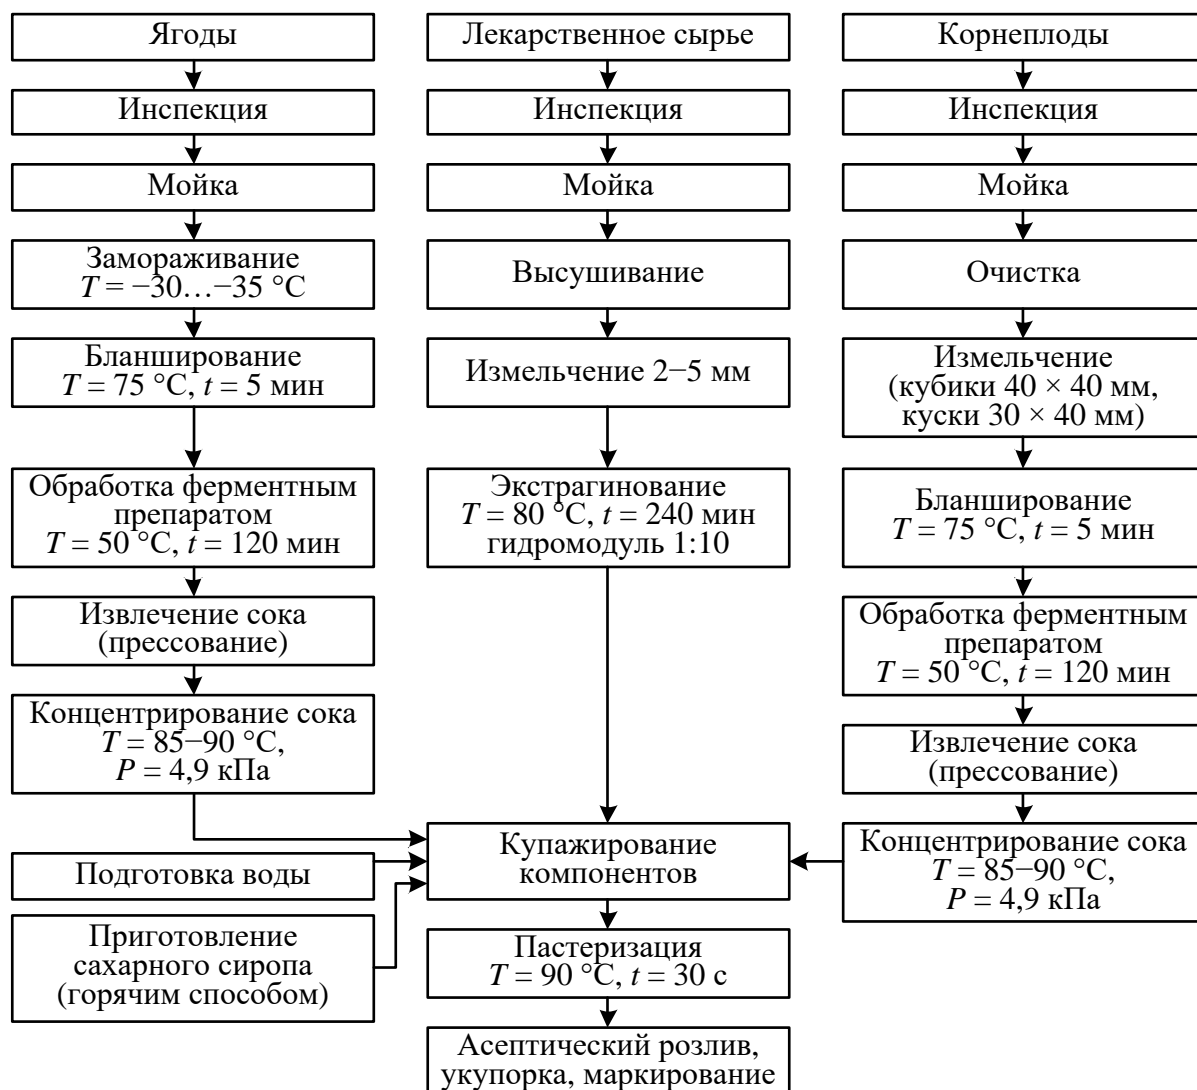 Ягоды
Инспекция
Мойка
Замораживание
T = −30…−35 °C
Бланширование
T = 75 °C, t = 5 мин
Обработка ферментным
препаратом
T = 50 °C, t = 120 мин
Извлечение сока
(прессование)
Концентрирование сока
T = 85−90 °C,
P = 4,9 кПа
Подготовка воды
Приготовление
сахарного сиропа
(горячим способом)
Лекарственное сырье
Инспекция
Мойка
Высушивание
Измельчение 2−5 мм
Экстрагинование
T = 80 °C, t = 240 мин
гидромодуль 1:10
Купажирование
компонентов
Пастеризация
T = 90 °C, t = 30 с
Асептический розлив,
укупорка, маркирование
Корнеплоды
Инспекция
Мойка
Очистка
Измельчение
(кубики 40 × 40 мм,
куски 30 × 40 мм)
Бланширование
T = 75 °C, t = 5 мин
Обработка ферментным
препаратом
T = 50 °C, t = 120 мин
Извлечение сока
(прессование)
Концентрирование сока
T = 85−90 °C,
P = 4,9 кПа